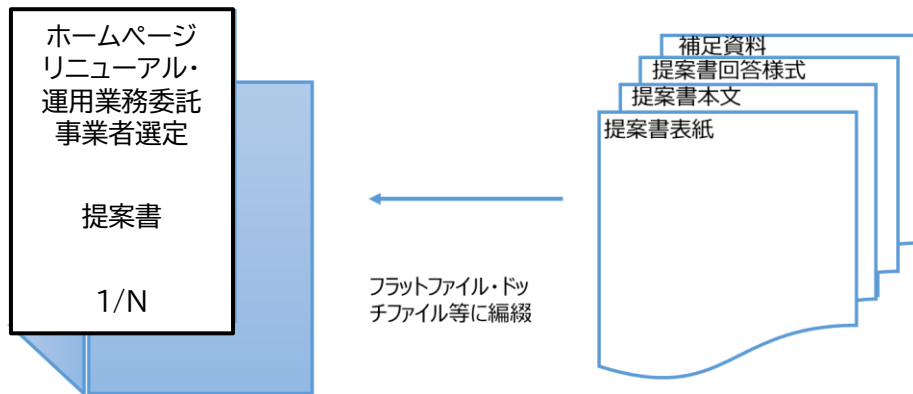 ホームページ
リニューアル・
運用業務委託
事業者選定
提案書
1/N
フラットファイル・ドッ
チファイル等に編綴
補足資料
提案書回答様式
提案書本文
提案書表紙